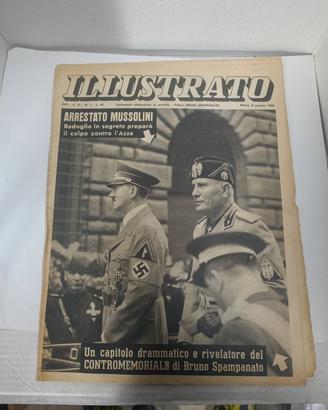 ILLUSTRATO
ARRESTATO MUSSOLINI
Badoglio in segreto preparò
il colpo contro l'Asse
Un capitolo drammatico e rivelatore del
CONTROMEMORIALE di Bruno Spampanato